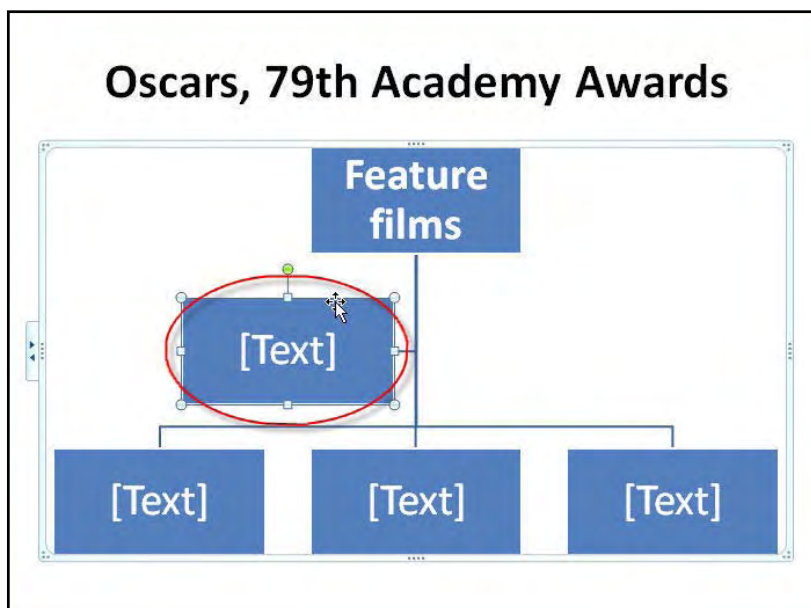 Oscars, 79th Academy Awards
Feature
films
[Text]
[Text]
[Text]
[Text]